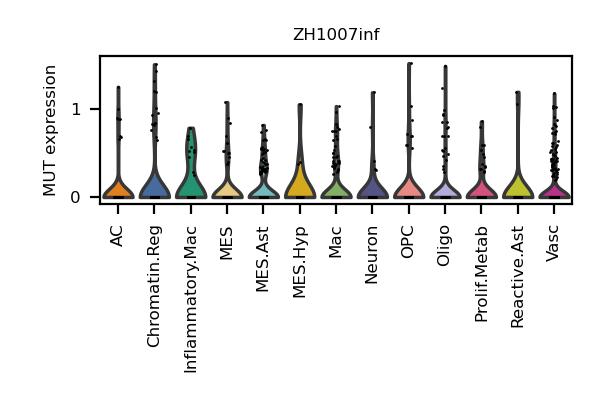 ZH1007inf
MUT expression
1
0
AC
Chromatin.Reg
Inflammatory.Mac
MES
MES.Ast
MES.Hyp
Mac
Neuron
OPC
Oligo
Prolif.Metab
Reactive.Ast
Vasc